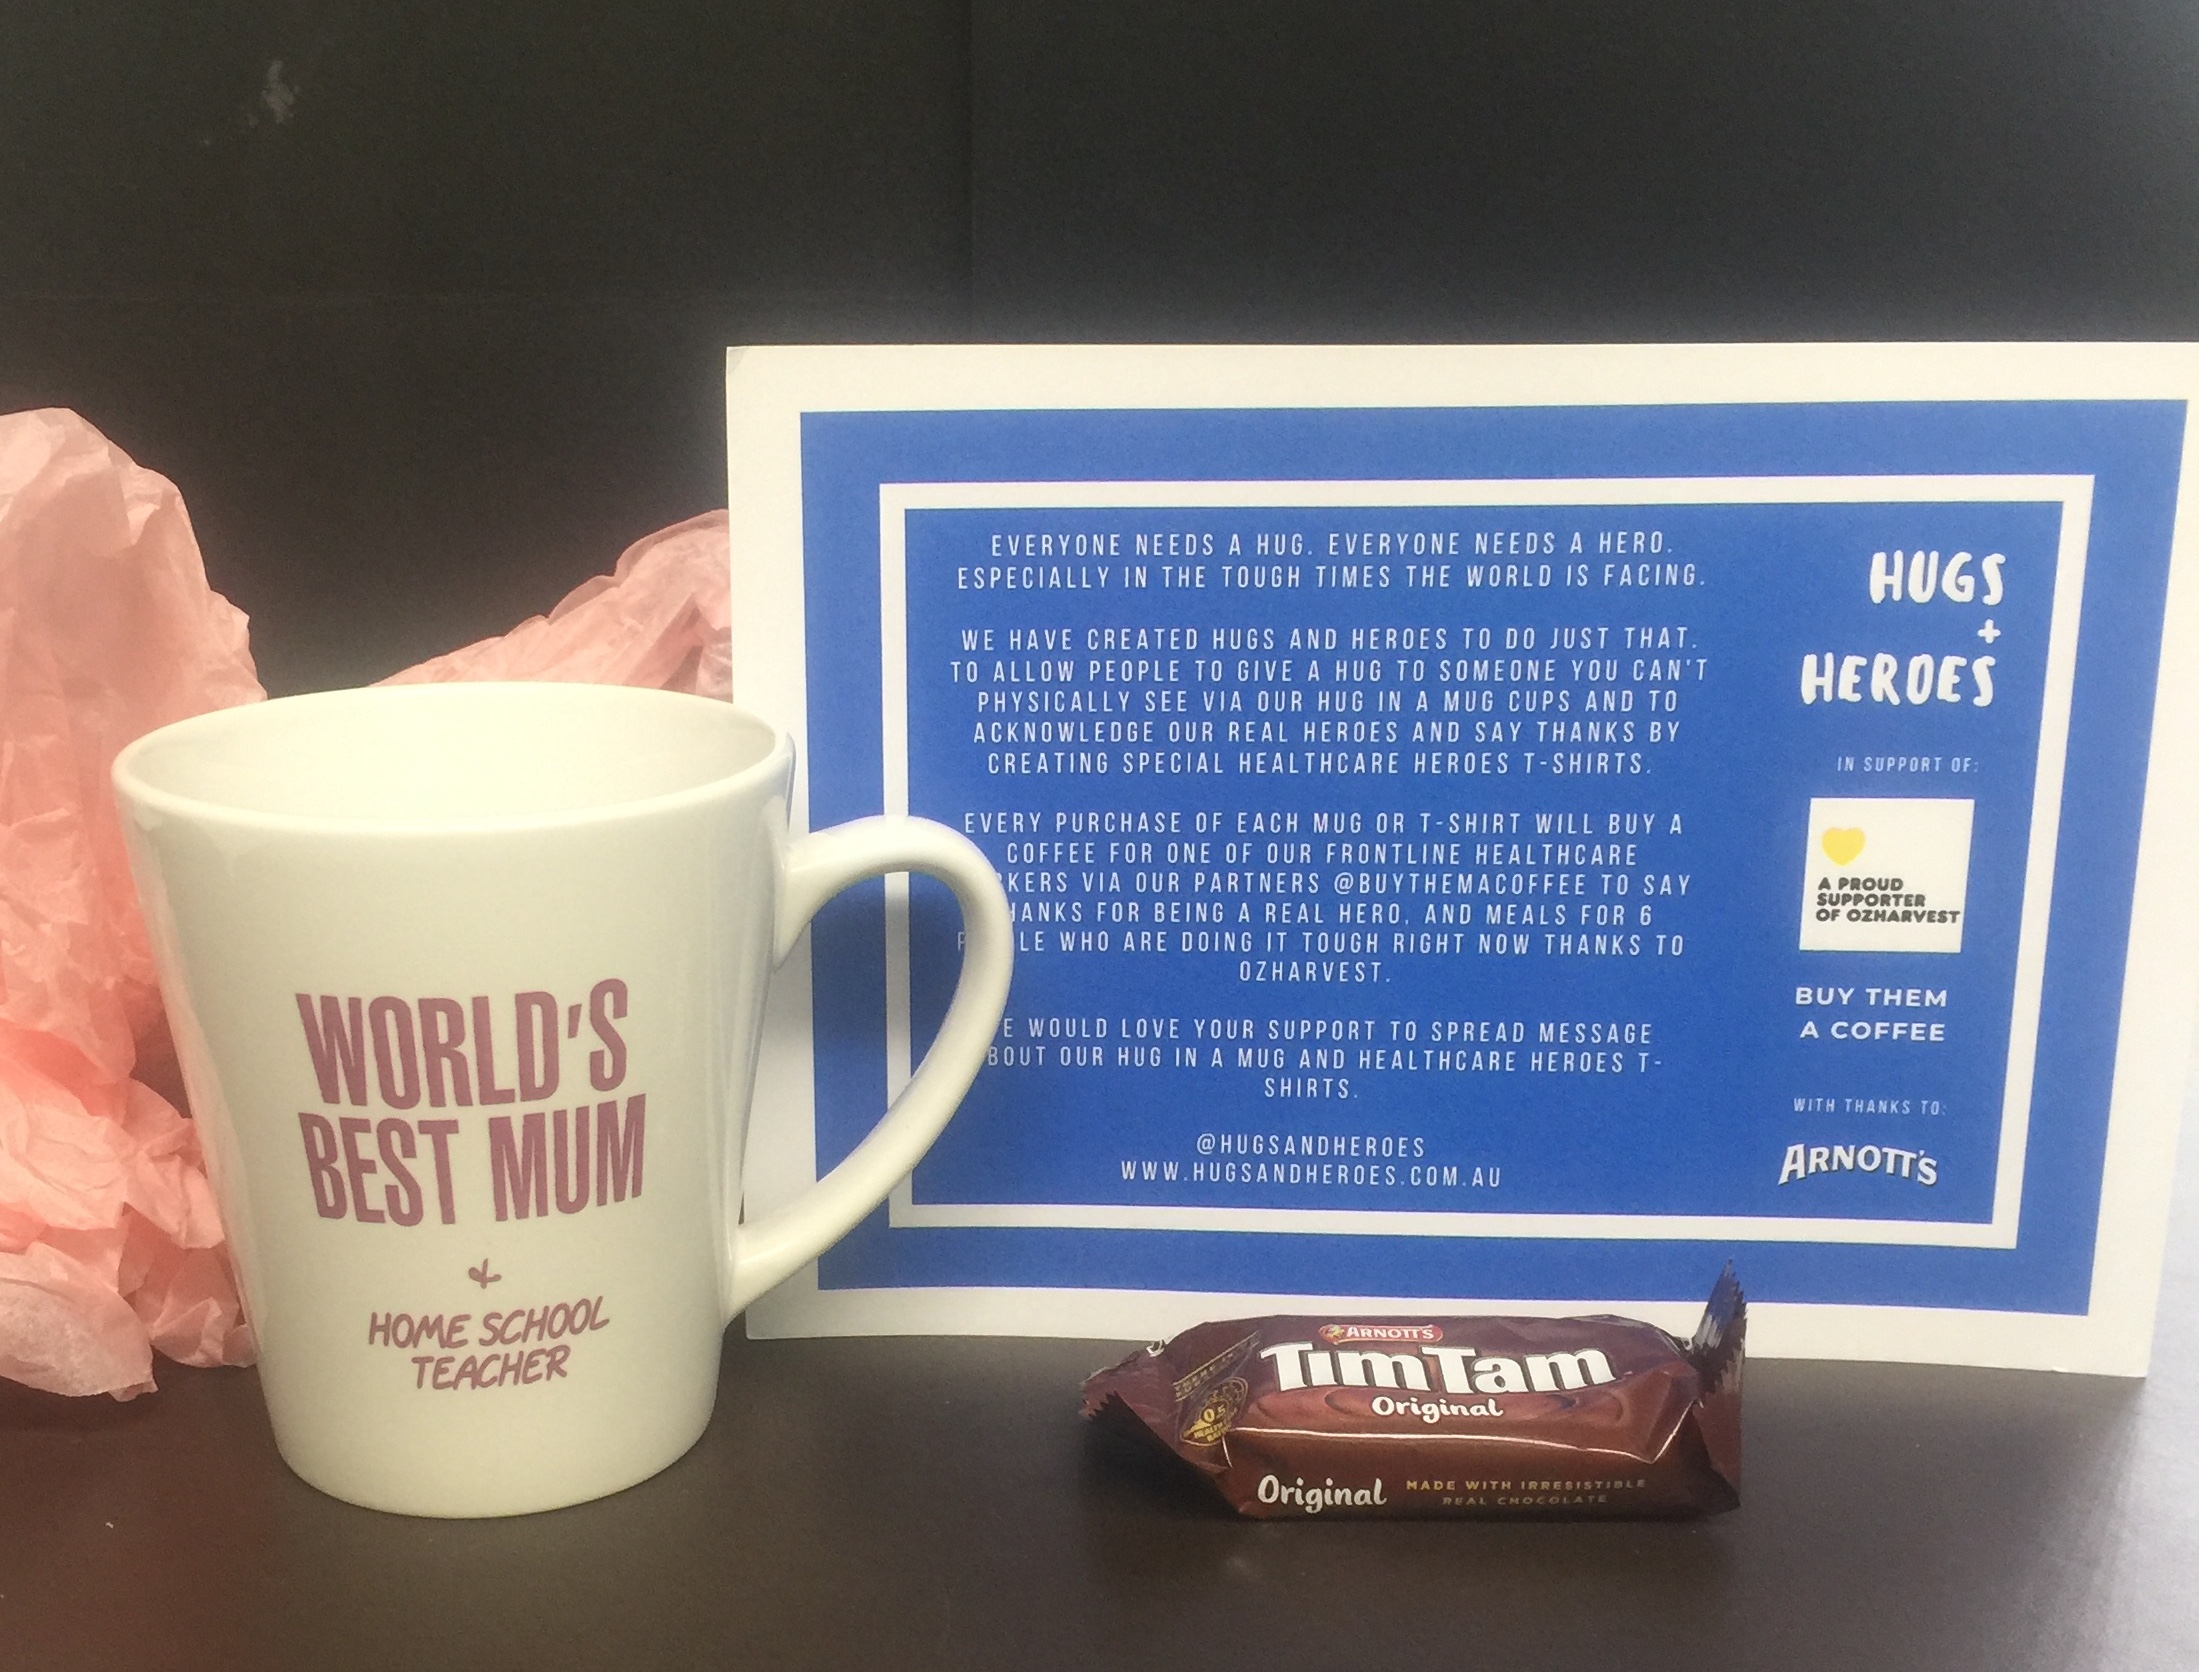 WORLD'S
BEST MUM
&
HOME SCHOOL
TEACHER
EVERYONE NEEDS A HUG. EVERYONE NEEDS A HERO.
ESPECIALLY IN THE TOUGH TIMES THE WORLD IS FACING.
WE HAVE CREATED HUGS AND HEROES TO DO JUST THAT.
TO ALLOW PEOPLE TO GIVE A HUG TO SOMEONE YOU CAN'T
PHYSICALLY SEE VIA OUR HUG IN A MUG CUPS AND TO
ACKNOWLEDGE OUR REAL HEROES AND SAY THANKS BY
CREATING SPECIAL HEALTHCARE HEROES T-SHIRTS.
EVERY PURCHASE OF EACH MUG OR T-SHIRT WILL BUY A
COFFEE FOR ONE OF OUR FRONTLINE HEALTHCARE
KERS VIA OUR PARTNERS @BUYTHEMACOFFEE TO SAY
HANKS FOR BEING A REAL HERO, AND MEALS FOR 6
LE WHO ARE DOING IT TOUGH RIGHT NOW THANKS TO
OZHARVEST.
E WOULD LOVE YOUR SUPPORT TO SPREAD MESSAGE
BOUT OUR HUG IN A MUG AND HEALTHCARE HEROES T-
SHIRTS.
@HUGSANDHEROES
WWW.HUGSANDHEROES.COM.AU
HUGS
+
HEROES
IN SUPPORT OF:
A PROUD
SUPPORTER
OF OZHARVEST
BUY THEM
A COFFEE
WITH THANKS TO:
ARNOTT'S
ARNOTT'S
TimTam
Original
0.5
Original MADE WITH IRRESISTIBLE
REAL CHOCOLATE